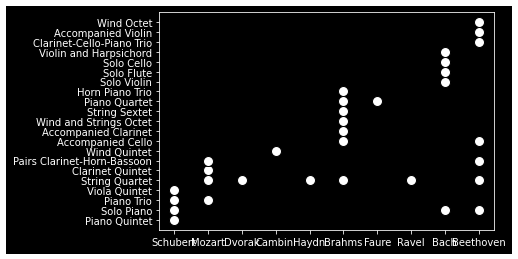 Wind Octet
Accompanied Violin
Clarinet-Cello-Piano Trio
Violin and Harpsichord
Solo Cello
Solo Flute
Solo Violin
Horn Piano Trio
Piano Quartet
String Sextet
Wind and Strings Octet
Accompanied Clarinet
Accompanied Cello
Wind Quintet
Pairs Clarinet-Horn-Bassoon
Clarinet Quintet
String Quartet
Viola Quintet
Piano Trio
Solo Piano
Piano Quintet
Schubert Mozart Dvorak Cambini Haydn Brahms Faure Ravel Bach Beethoven